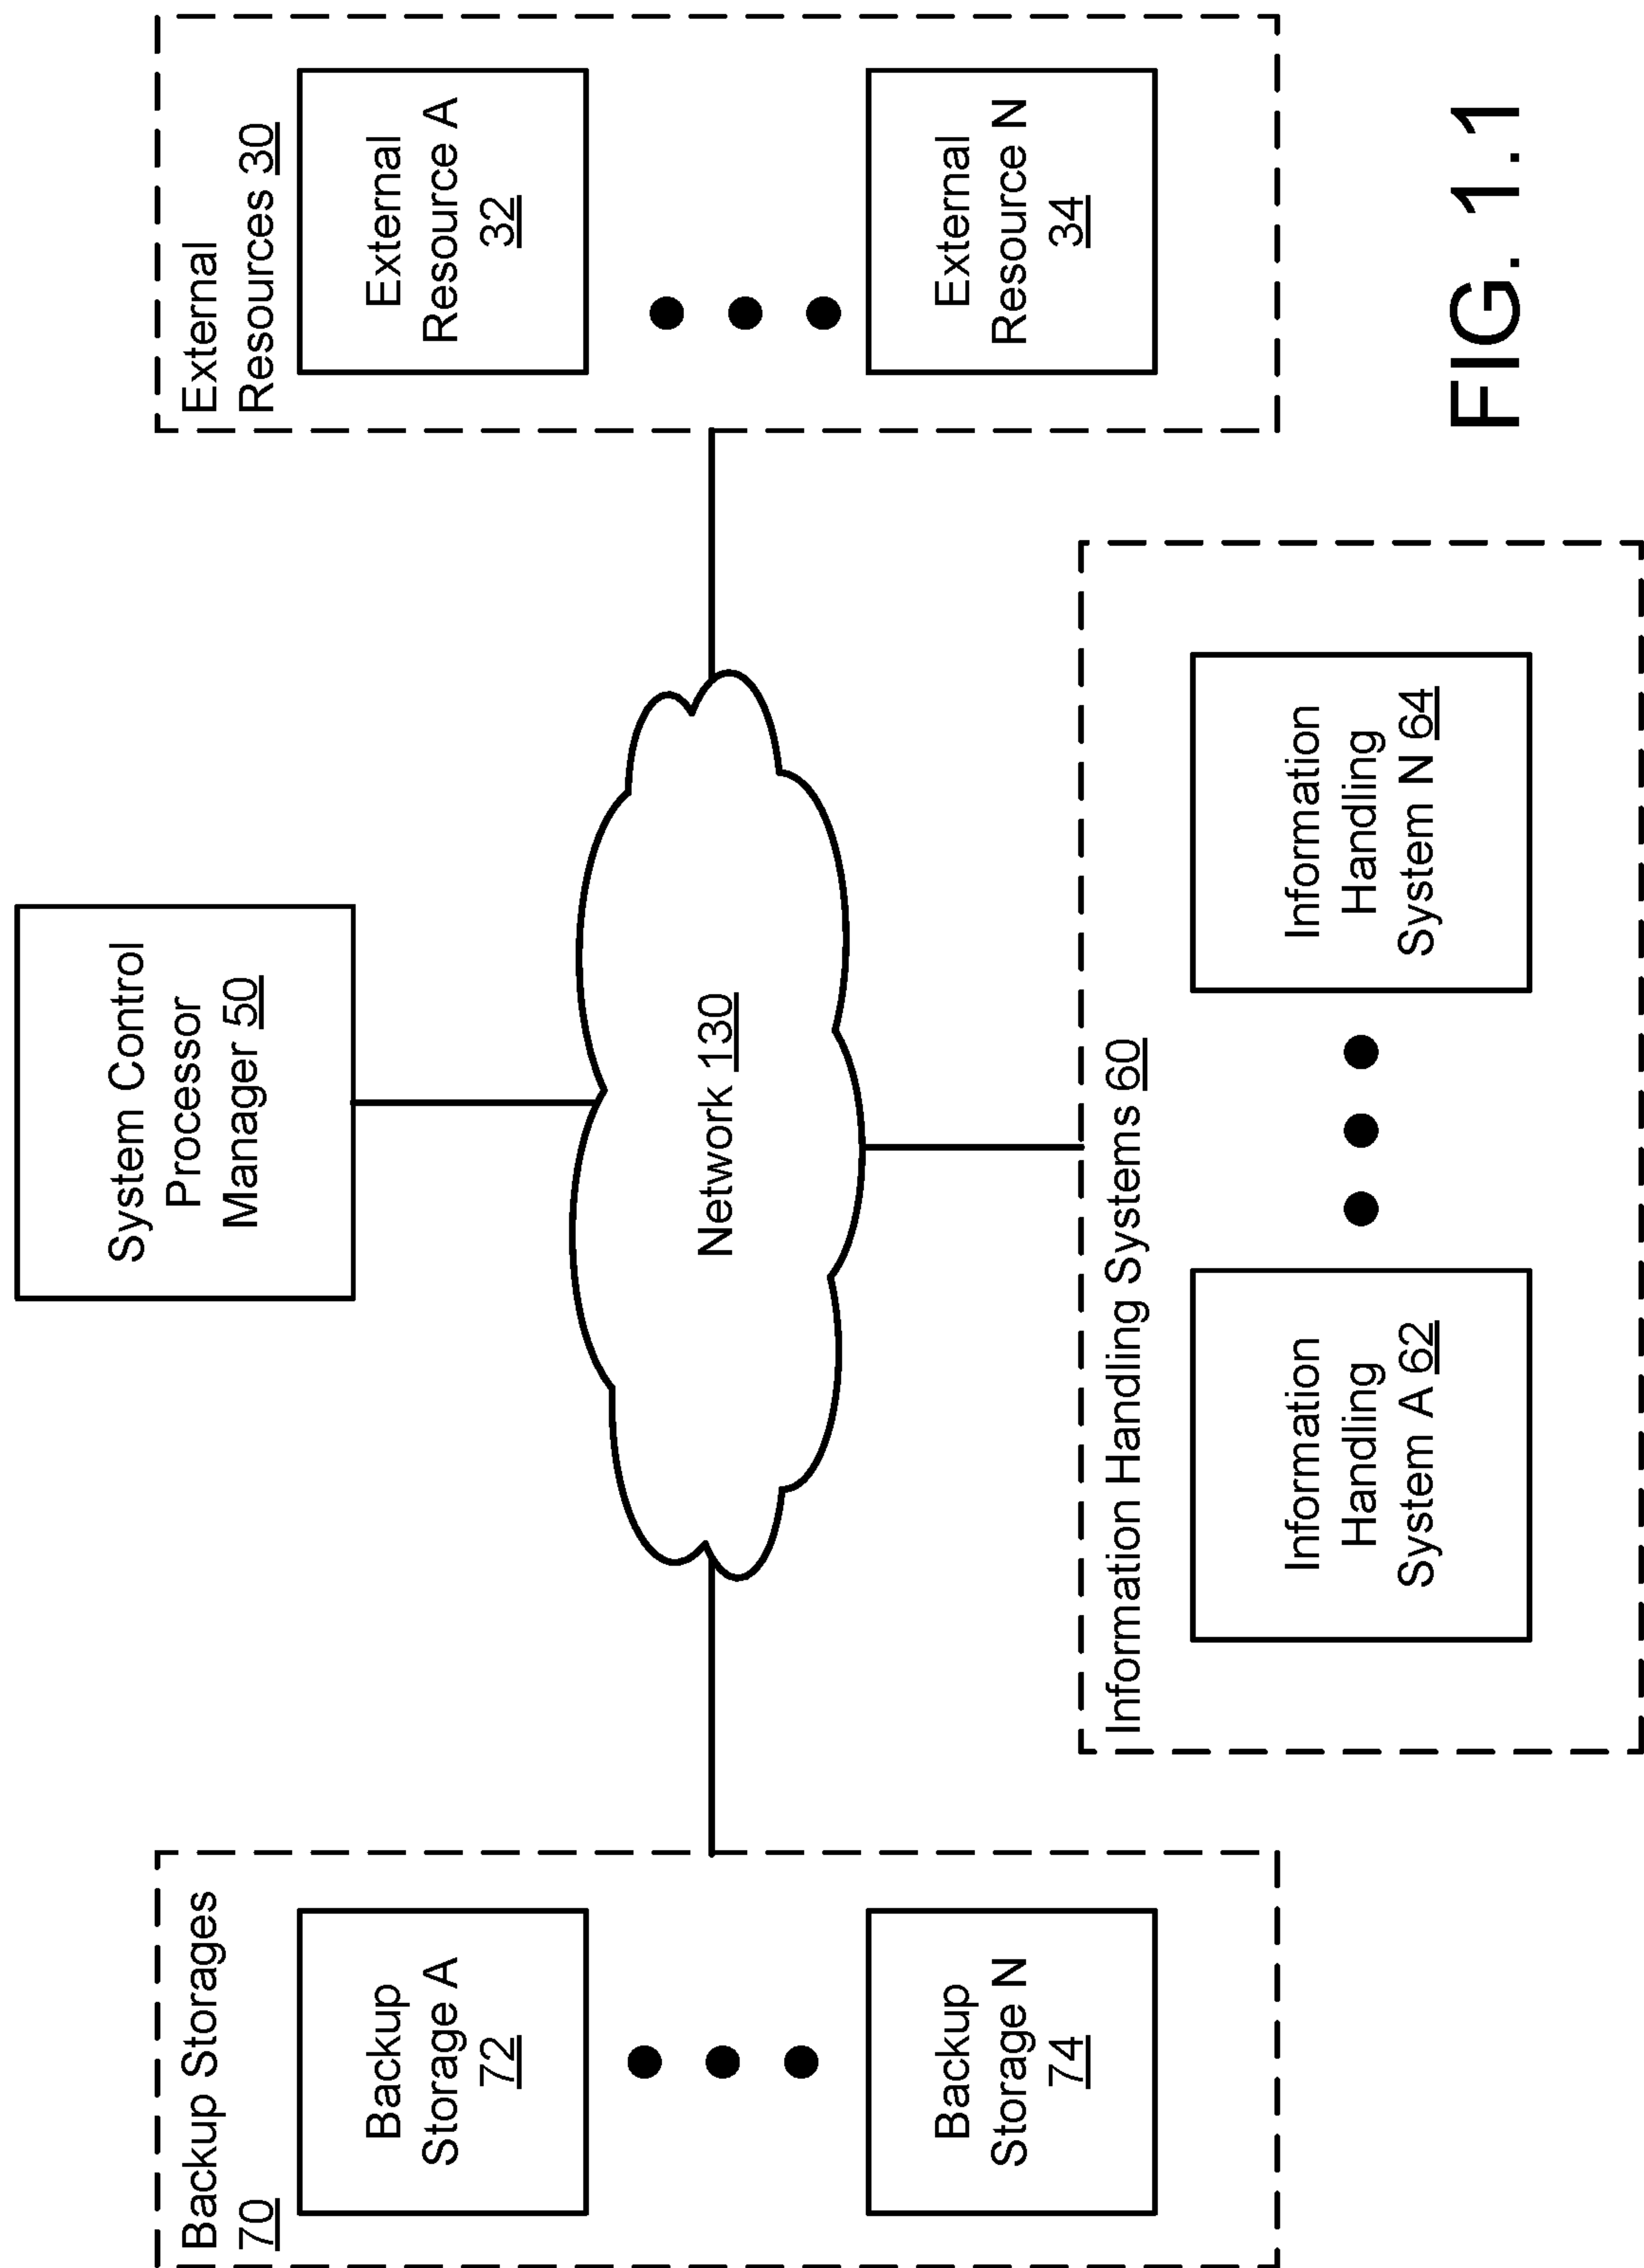 System Control
Processor
Manager 50
Backup Storages
70
Backup
Storage A
72
Backup
Storage N
74
Network 130
External
Resources 30
External
Resource A
32
External
Resource N
34
Information Handling Systems 60
Information
Handling
System A 62
Information
Handling
System N 64
FIG. 1.1